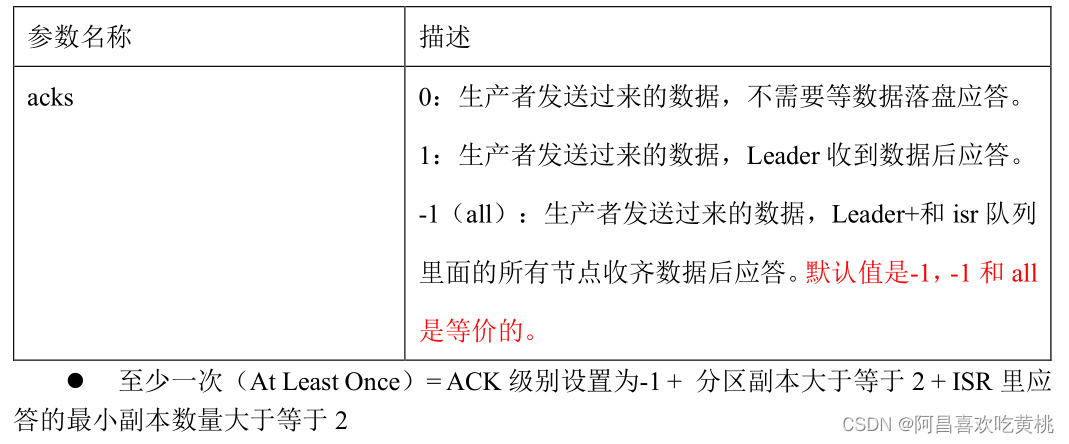 参数名称 描述
acks 0：生产者发送过来的数据，不需要等数据落盘应答。
1：生产者发送过来的数据，Leader 收到数据后应答。
-1（all）：生产者发送过来的数据，Leader+和 isr 队列
里面的所有节点收齐数据后应答。默认值是-1，-1 和 all
是等价的。
● 至少一次（At Least Once）= ACK 级别设置为-1 + 分区副本大于等于 2 + ISR 里应
答的最小副本数量大于等于 2
CSDN @阿昌喜欢吃黄桃